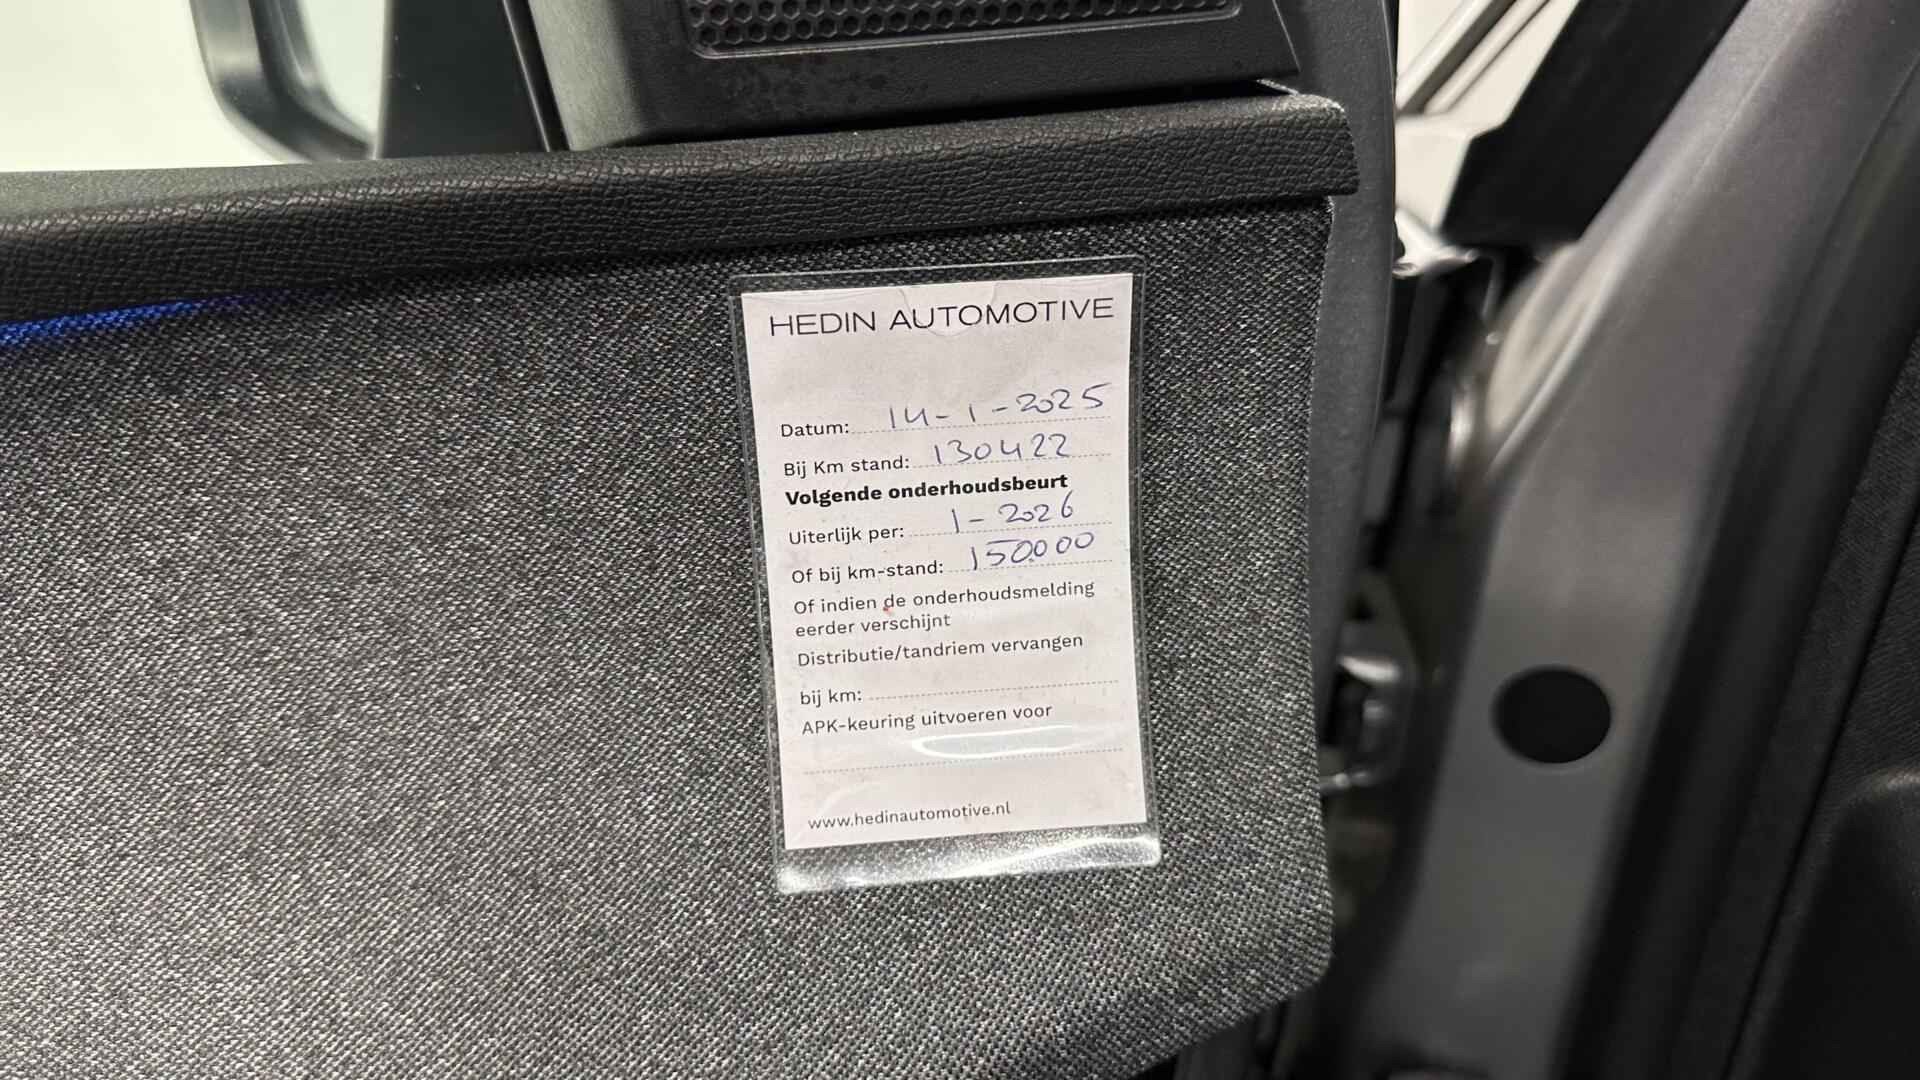 HEDIN AUTOMOTIVE
Datum: 14-1-2025
Bij Km stand: 130422
Volgende onderhoudsbeurt
Uiterlijk per: 1-2026
Of bij km-stand: 150.000
Of indien de onderhoudsmelding
eerder verschijnt
Distributie/tandriem vervangen
bij km:
APK-keuring uitvoeren voor
www.hedinautomotive.nl